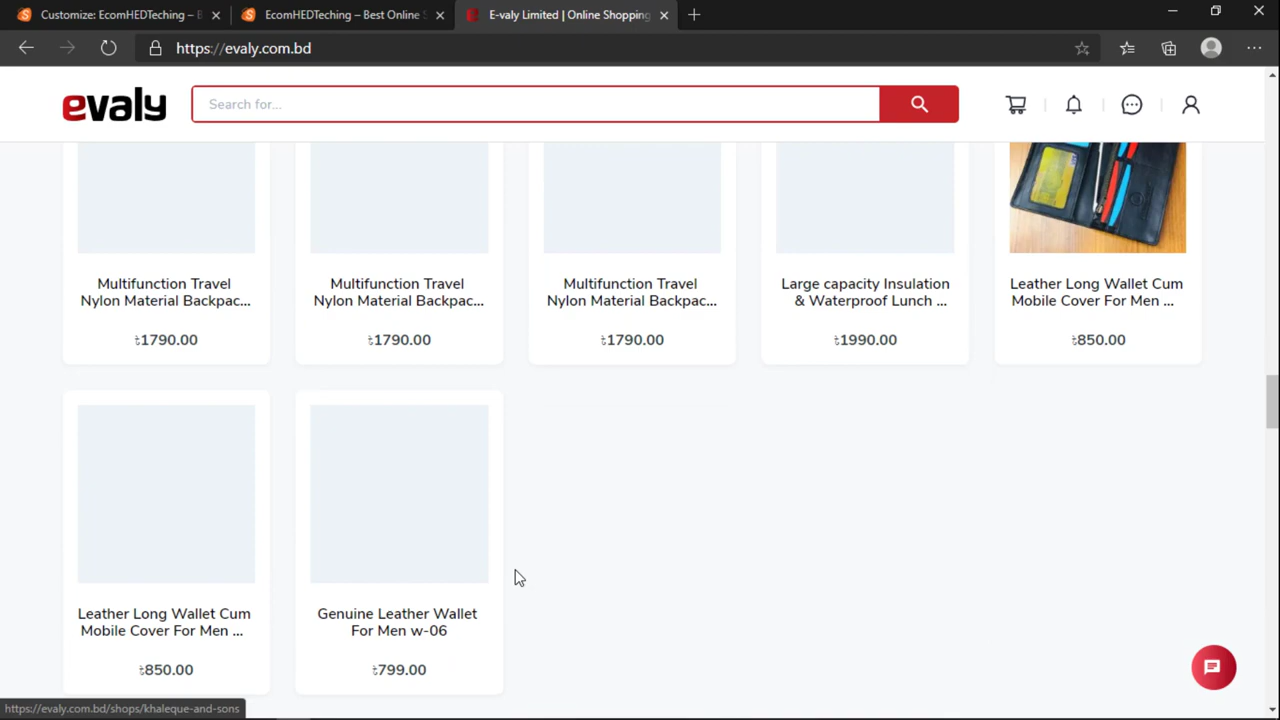 Customize: EcomHEDTeching – B
EcomHEDTeching – Best Online S
E-valy Limited | Online Shopping
https://evaly.com.bd
evaly
Search for...
Multifunction Travel
Nylon Material Backpac...
৳1790.00
Multifunction Travel
Nylon Material Backpac...
৳1790.00
Multifunction Travel
Nylon Material Backpac...
৳1790.00
Large capacity Insulation
& Waterproof Lunch ...
৳1990.00
Leather Long Wallet Cum
Mobile Cover For Men ...
৳850.00
Leather Long Wallet Cum
Mobile Cover For Men ...
৳850.00
Genuine Leather Wallet
For Men w-06
৳799.00
https://evaly.com.bd/shops/khaleque-and-sons